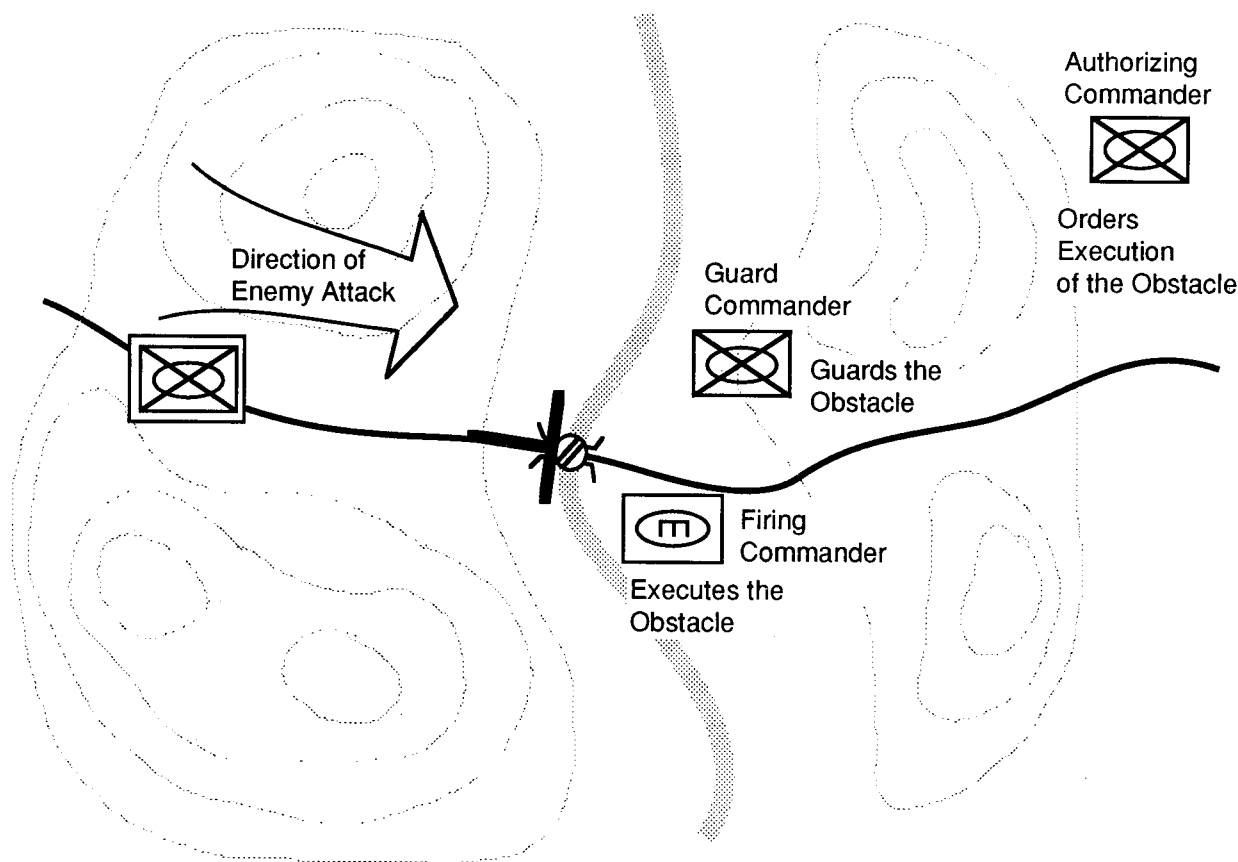 Authorizing
Commander
Orders
Execution
of the Obstacle
Direction of
Enemy Attack
Guard
Commander
Guards the
Obstacle
E
Firing
Commander
Executes the
Obstacle